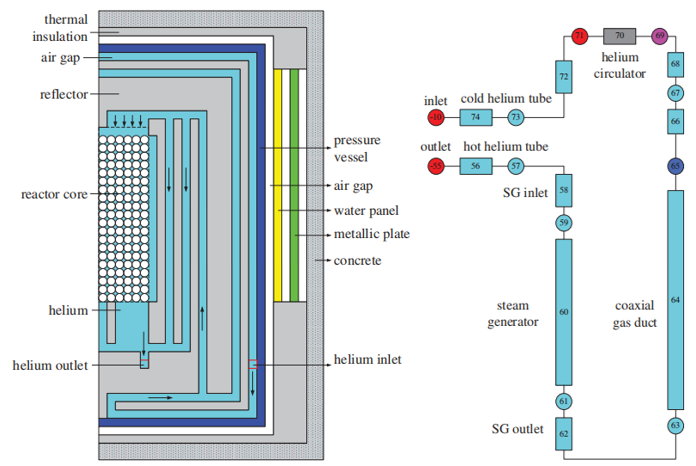 thermal
insulation
air gap
reflector
reactor core
helium
helium outlet
pressure
vessel
air gap
water panel
metallic plate
concrete
helium inlet
71
70
69
helium
circulator
72
68
67
66
inlet
cold helium tube
-10
74
73
outlet
hot helium tube
-55
56
57
65
SG inlet
58
59
steam
generator
60
coaxial
gas duct
64
61
SG outlet
62
63